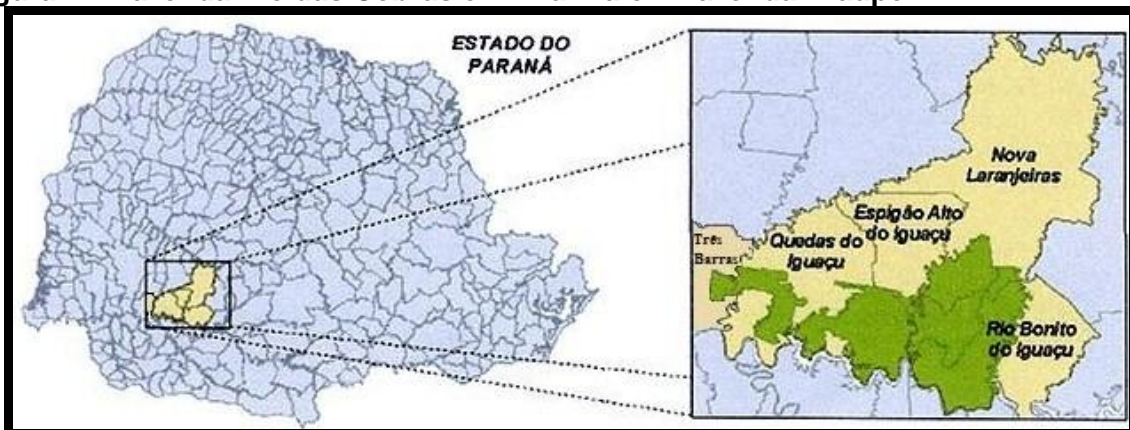 ESTADO DO
PARANÁ
Nova
Laranjeiras
Espigão Alto
do Iguaçu
Quedas do
Iguaçu
Três
Barras
Rio Bonito
do Iguaçu